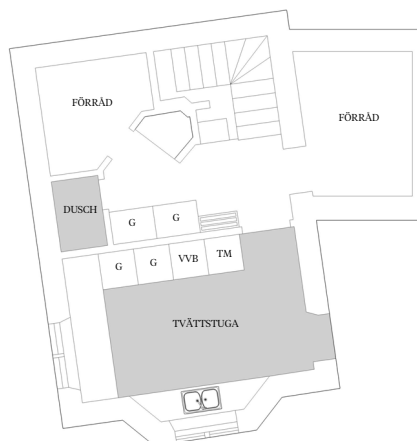 FÖRRÅD
FÖRRÅD
DUSCH
G
G
G
G
VVB
TM
TVÄTTSTUGA